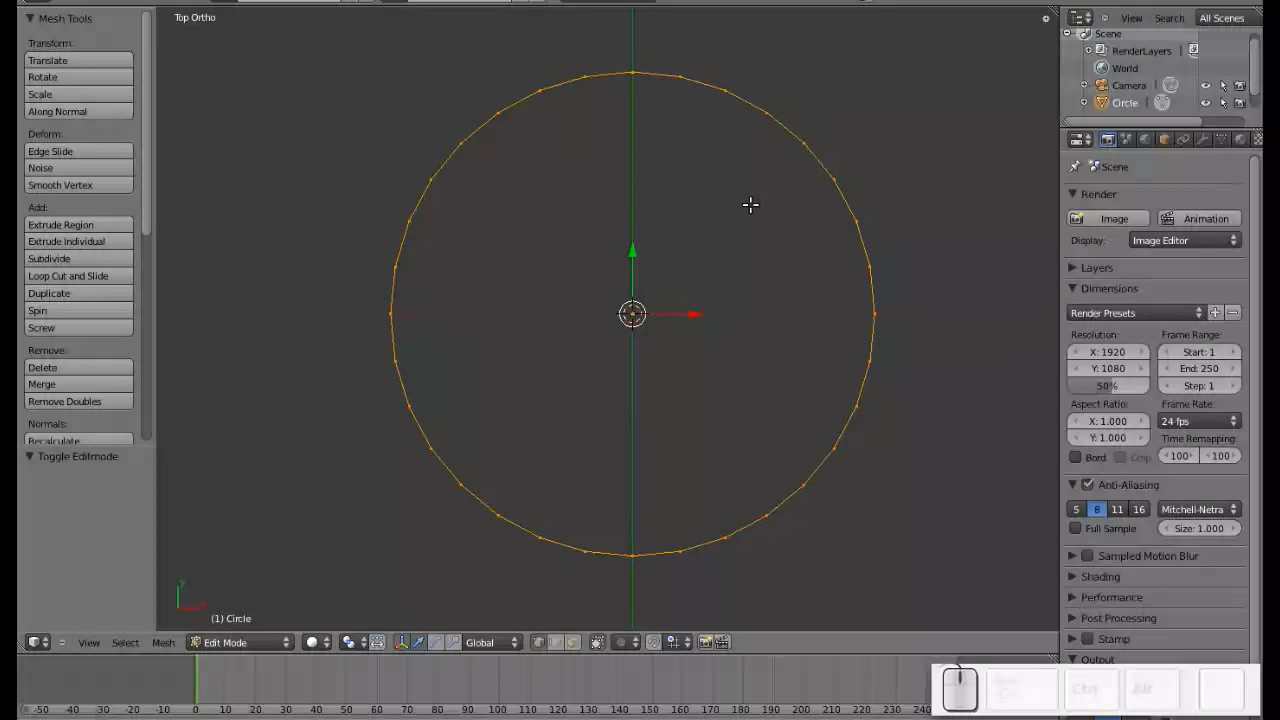 Mesh Tools
Transform:
Translate
Rotate
Scale
Along Normal
Deform:
Edge Slide
Noise
Smooth Vertex
Add:
Extrude Region
Extrude Individual
Subdivide
Loop Cut and Slide
Duplicate
Spin
Screw
Remove:
Delete
Merge
Remove Doubles
Normals:
Recalculate
Toggle Editmode
Top Ortho
(1) Circle
View Select Mesh Edit Mode Global
-50 -40 -30 -20 -10 0 10 20 30 40 50 60 70 80 90 100 110 120 130 140 150 160 170 180 190 200 210 220 230 240
View Search All Scenes
Scene
RenderLayers
World
Camera
Circle
Scene
Render
Image Animation
Display: Image Editor
Layers
Dimensions
Render Presets
Resolution: Frame Range:
X: 1920 Start: 1
Y: 1080 End: 250
50% Step: 1
Aspect Ratio: Frame Rate:
X: 1.000 24 fps
Y: 1.000 Time Remapping:
Bord Crop 100 100
Anti-Aliasing
5 8 11 16 Mitchell-Netra
Full Sample Size: 1.000
Sampled Motion Blur
Shading
Performance
Post Processing
Stamp
Output
Ctrl Alt